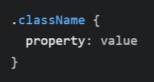 .className {
  property: value
}